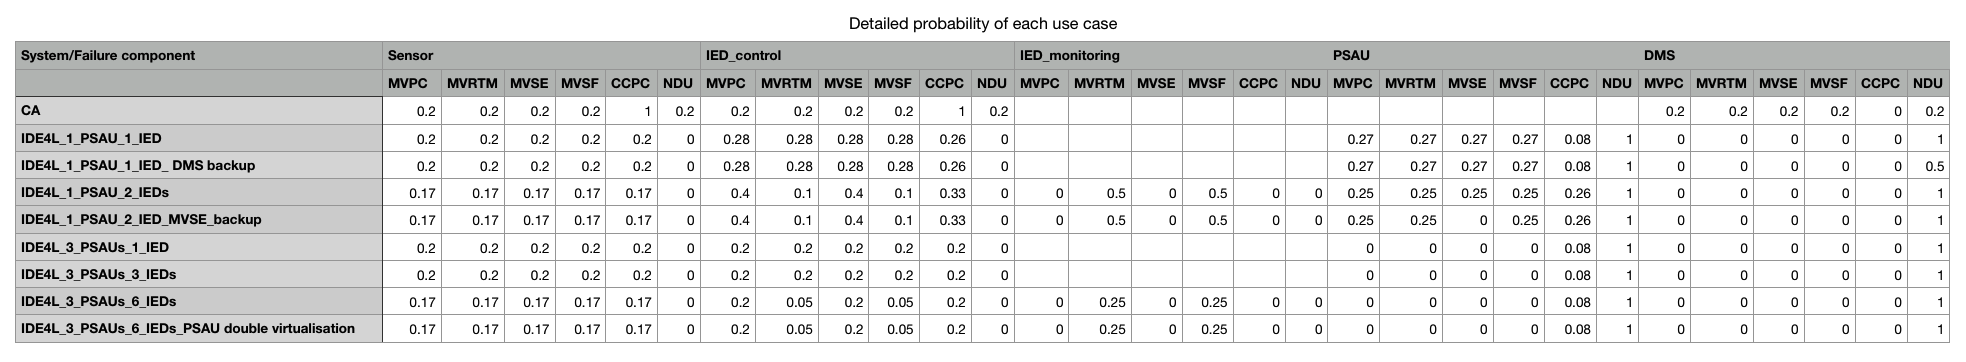 Detailed probability of each use case
System/Failure component Sensor IED_control IED_monitoring PSAU DMS
MVPC MVRTM MVSE MVSF CCPC NDU MVPC MVRTM MVSE MVSF CCPC NDU MVPC MVRTM MVSE MVSF CCPC NDU MVPC MVRTM MVSE MVSF CCPC NDU MVPC MVRTM MVSE MVSF CCPC NDU
CA 0.2 0.2 0.2 0.2 1 0.2 0.2 0.2 0.2 0.2 1 0.2 0.2 0.2 0.2 0.2 0 0.2
IDE4L_1_PSAU_1_IED 0.2 0.2 0.2 0.2 0.2 0 0.28 0.28 0.28 0.28 0.26 0 0.27 0.27 0.27 0.27 0.08 1 0 0 0 0 0 1
IDE4L_1_PSAU_1_IED_ DMS backup 0.2 0.2 0.2 0.2 0.2 0 0.28 0.28 0.28 0.28 0.26 0 0.27 0.27 0.27 0.27 0.08 1 0 0 0 0 0 0.5
IDE4L_1_PSAU_2_IEDs 0.17 0.17 0.17 0.17 0.17 0 0.4 0.1 0.4 0.1 0.33 0 0 0.5 0 0.5 0 0 0.25 0.25 0.25 0.25 0.26 1 0 0 0 0 0 1
IDE4L_1_PSAU_2_IED_MVSE_backup 0.17 0.17 0.17 0.17 0.17 0 0.4 0.1 0.4 0.1 0.33 0 0 0.5 0 0.5 0 0 0.25 0.25 0 0.25 0.26 1 0 0 0 0 0 1
IDE4L_3_PSAUs_1_IED 0.2 0.2 0.2 0.2 0.2 0 0.2 0.2 0.2 0.2 0.2 0 0 0 0 0 0.08 1 0 0 0 0 0 1
IDE4L_3_PSAUs_3_IEDs 0.2 0.2 0.2 0.2 0.2 0 0.2 0.2 0.2 0.2 0.2 0 0 0 0 0 0.08 1 0 0 0 0 0 1
IDE4L_3_PSAUs_6_IEDs 0.17 0.17 0.17 0.17 0.17 0 0.2 0.05 0.2 0.05 0.2 0 0 0.25 0 0.25 0 0 0 0 0 0 0.08 1 0 0 0 0 0 1
IDE4L_3_PSAUs_6_IEDs_PSAU double virtualisation 0.17 0.17 0.17 0.17 0.17 0 0.2 0.05 0.2 0.05 0.2 0 0 0.25 0 0.25 0 0 0 0 0 0 0.08 1 0 0 0 0 0 1